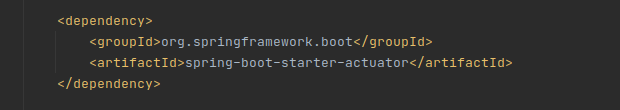 <dependency>
    <groupId>org.springframework.boot</groupId>
    <artifactId>spring-boot-starter-actuator</artifactId>
</dependency>